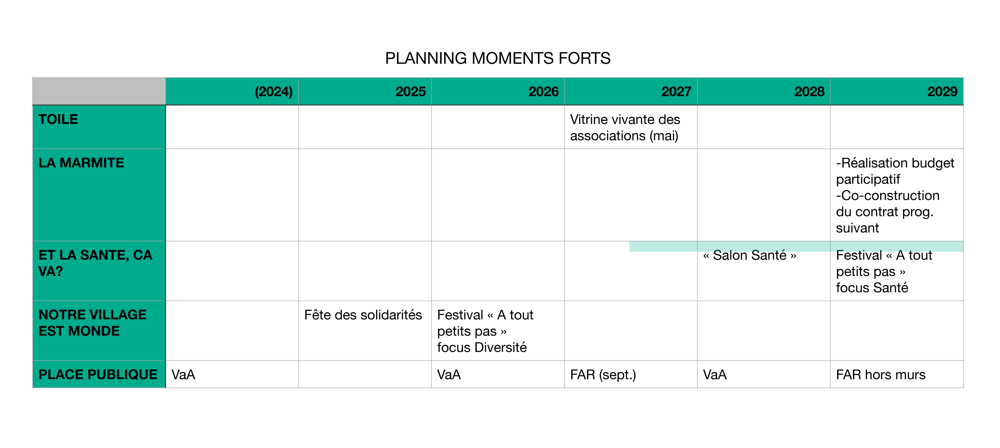 PLANNING MOMENTS FORTS
(2024) 2025 2026 2027 2028 2029
TOILE
Vitrine vivante des
associations (mai)
LA MARMITE
-Réalisation budget
participatif
-Co-construction
du contrat prog.
suivant
ET LA SANTE, CA
VA?
« Salon Santé »
Festival « A tout
petits pas »
focus Santé
NOTRE VILLAGE
EST MONDE
Fête des solidarités
Festival « A tout
petits pas »
focus Diversité
PLACE PUBLIQUE
VaA
VaA
FAR (sept.)
VaA
FAR hors murs